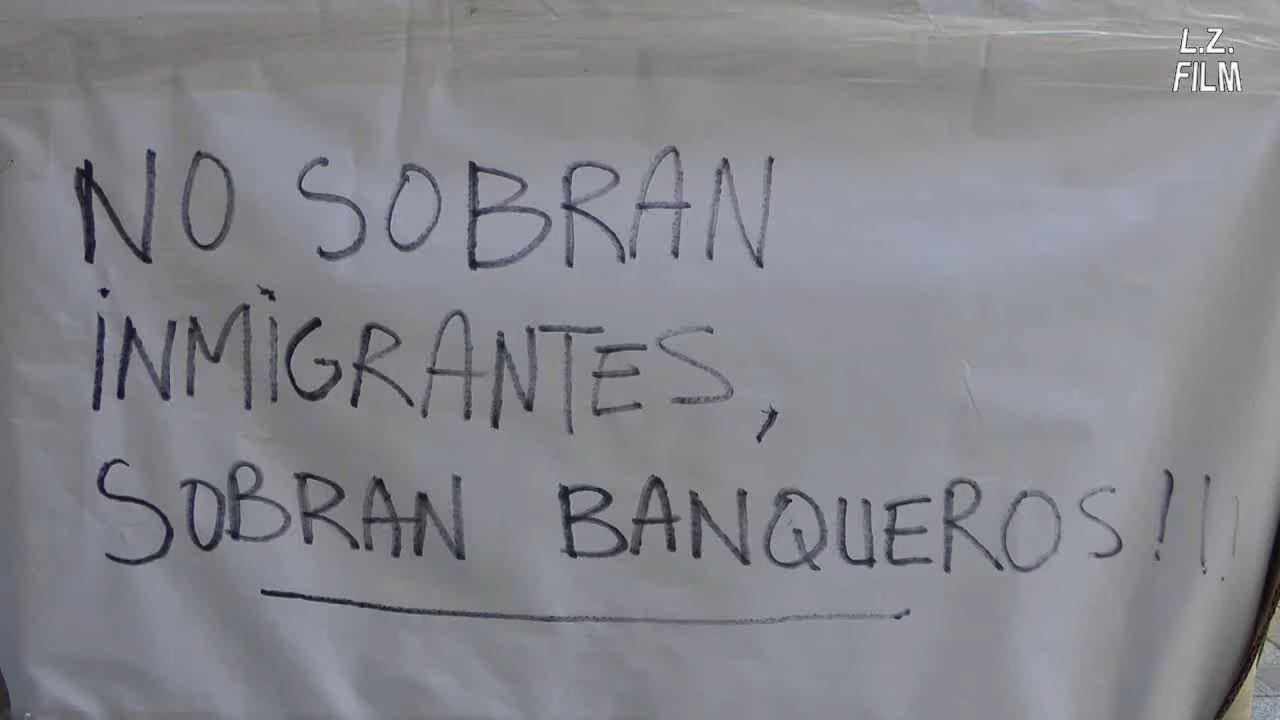 L.Z.
FILM
NO SOBRAN
INMIGRANTES,
SOBRAN BANQUEROS!!!